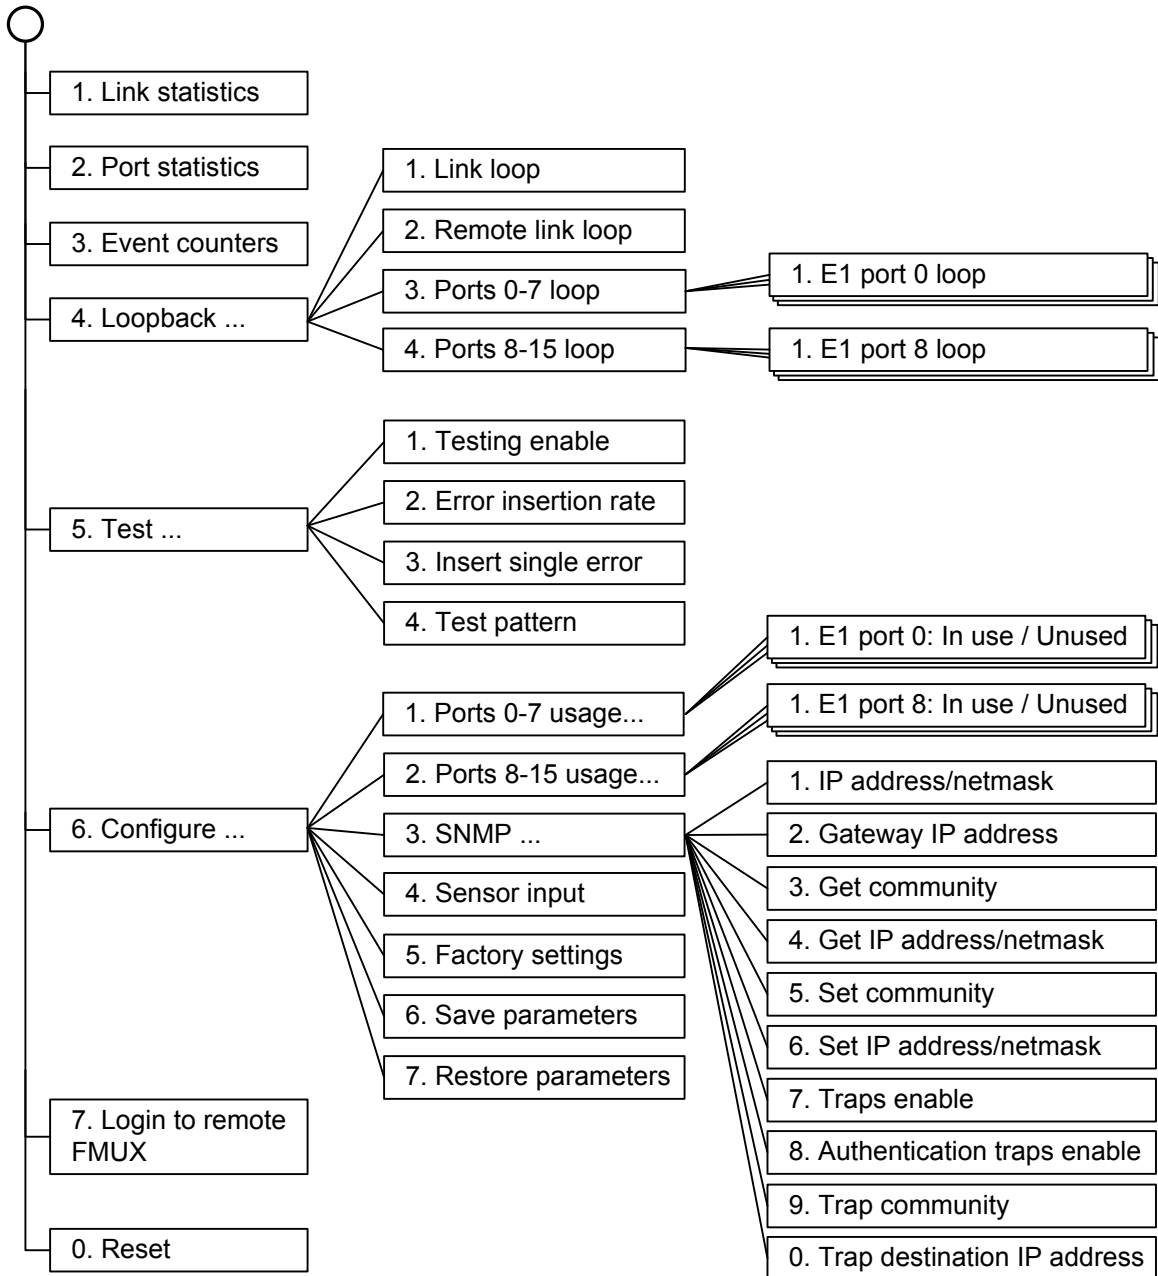 1. Link statistics
2. Port statistics
3. Event counters
4. Loopback ...
1. Link loop
2. Remote link loop
3. Ports 0-7 loop
4. Ports 8-15 loop
1. E1 port 0 loop
1. E1 port 8 loop
5. Test ...
1. Testing enable
2. Error insertion rate
3. Insert single error
4. Test pattern
6. Configure ...
1. Ports 0-7 usage...
2. Ports 8-15 usage...
3. SNMP ...
4. Sensor input
5. Factory settings
6. Save parameters
7. Restore parameters
1. E1 port 0: In use / Unused
1. E1 port 8: In use / Unused
1. IP address/netmask
2. Gateway IP address
3. Get community
4. Get IP address/netmask
5. Set community
6. Set IP address/netmask
7. Traps enable
8. Authentication traps enable
9. Trap community
0. Trap destination IP address
7. Login to remote
FMUX
0. Reset